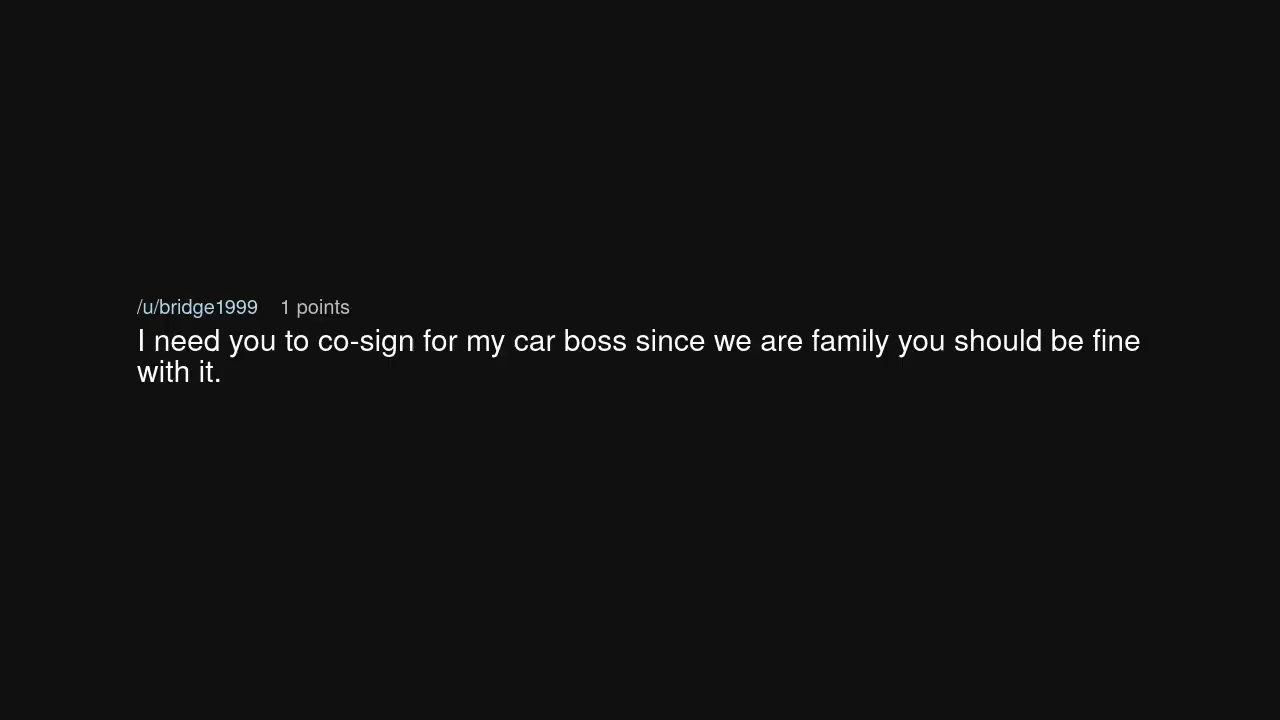 /u/bridge1999 1 points
I need you to co-sign for my car boss since we are family you should be fine
with it.